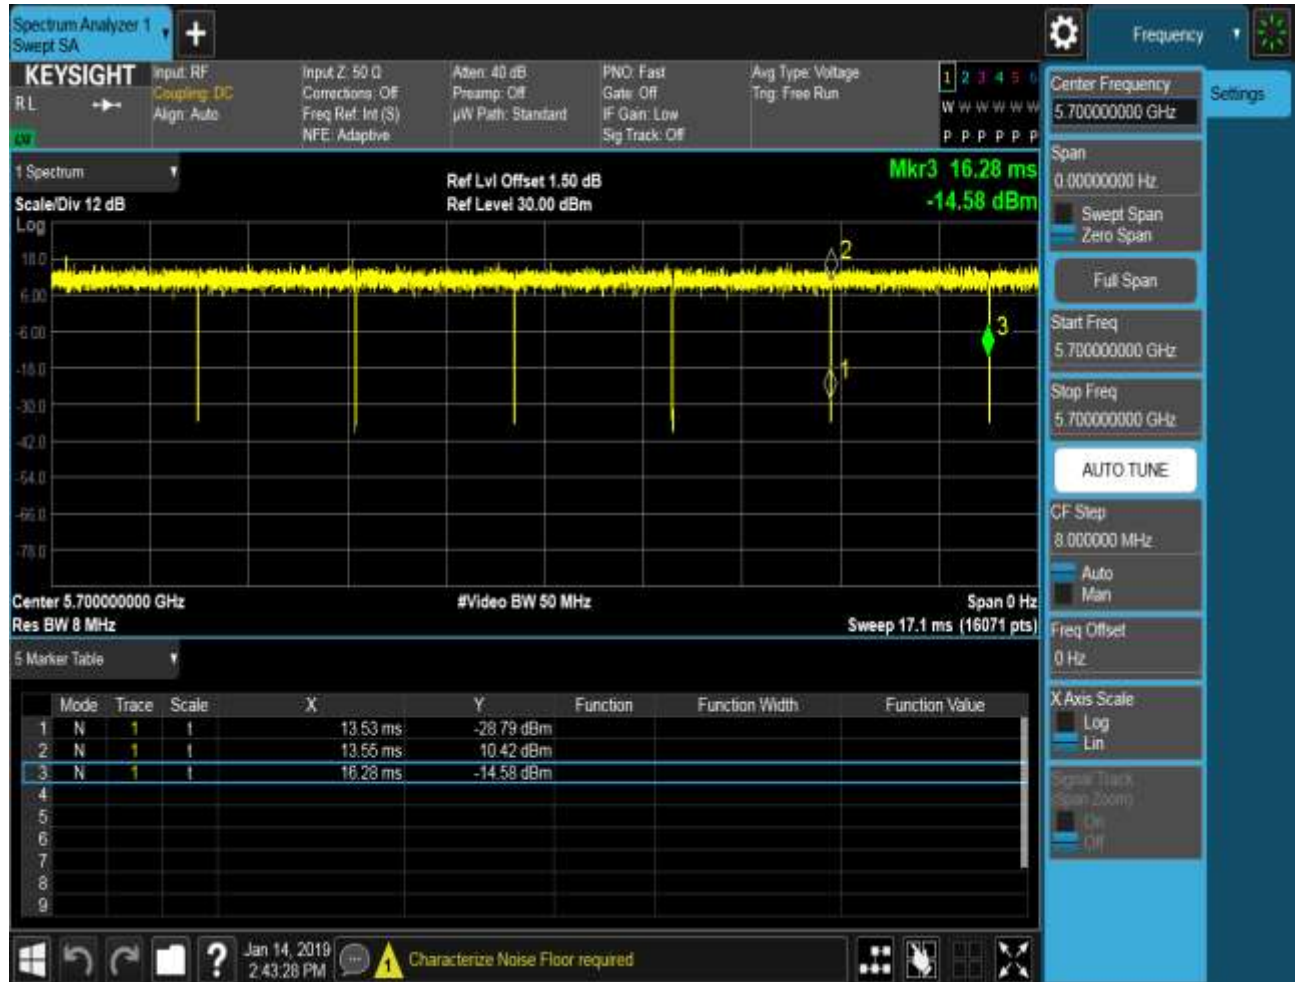 Spectrum Analyzer 1
Swept SA
+
Frequency
KEYSIGHT
RL
Input: RF
Coupling: DC
Align: Auto
Input Z: 50 Ω
Corrections: Off
Freq Ref: Int (S)
NFE: Adaptive
Atten: 40 dB
Preamp: Off
µW Path: Standard
PNO: Fast
Gate: Off
IF Gain: Low
Sig Track: Off
Avg Type: Voltage
Trig: Free Run
1 2 3 4 5 6
W W W W W W
P P P P P P
1 Spectrum
Scale/Div 12 dB
Ref Lvl Offset 1.50 dB
Ref Level 30.00 dBm
Mkr3 16.28 ms
-14.58 dBm
Log
18.0
6.00
-6.00
-18.0
-30.0
-42.0
-54.0
-66.0
-78.0
2
3
1
Center 5.700000000 GHz
Res BW 8 MHz
#Video BW 50 MHz
Span 0 Hz
Sweep 17.1 ms (16071 pts)
5 Marker Table
Mode Trace Scale X Y Function Function Width Function Value
1 N 1 t 13.53 ms -28.79 dBm
2 N 1 t 13.55 ms 10.42 dBm
3 N 1 t 16.28 ms -14.58 dBm
4
5
6
7
8
9
Jan 14, 2019
2:43:28 PM
Characterize Noise Floor required
Center Frequency
5.700000000 GHz
Settings
Span
0.00000000 Hz
Swept Span
Zero Span
Full Span
Start Freq
5.700000000 GHz
Stop Freq
5.700000000 GHz
AUTO TUNE
CF Step
8.000000 MHz
Auto
Man
Freq Offset
0 Hz
X Axis Scale
Log
Lin
Signal Track
(Span Zoom)
On
Off